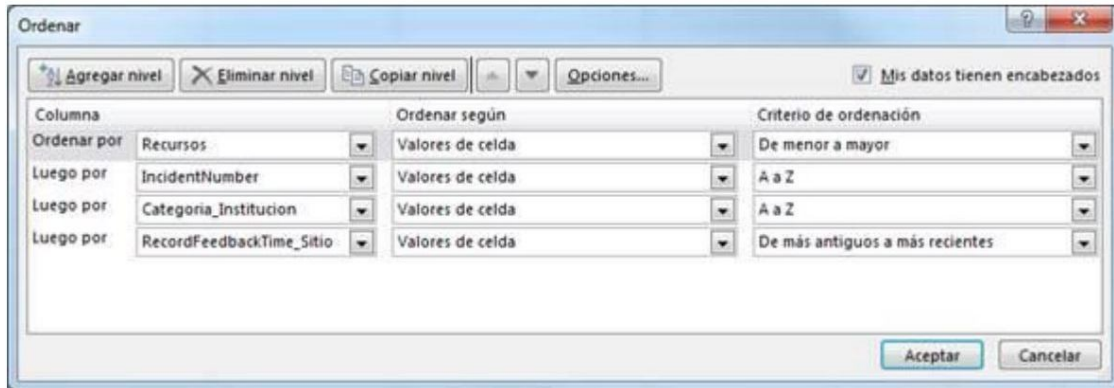 Ordenar
Agregar nivel Eliminar nivel Copiar nivel Opciones... Mis datos tienen encabezados
Columna Ordenar según Criterio de ordenación
Ordenar por Recursos Valores de celda De menor a mayor
Luego por IncidentNumber Valores de celda A a Z
Luego por Categoria_Institucion Valores de celda A a Z
Luego por RecordFeedbackTime_Sitio Valores de celda De más antiguos a más recientes
Aceptar Cancelar